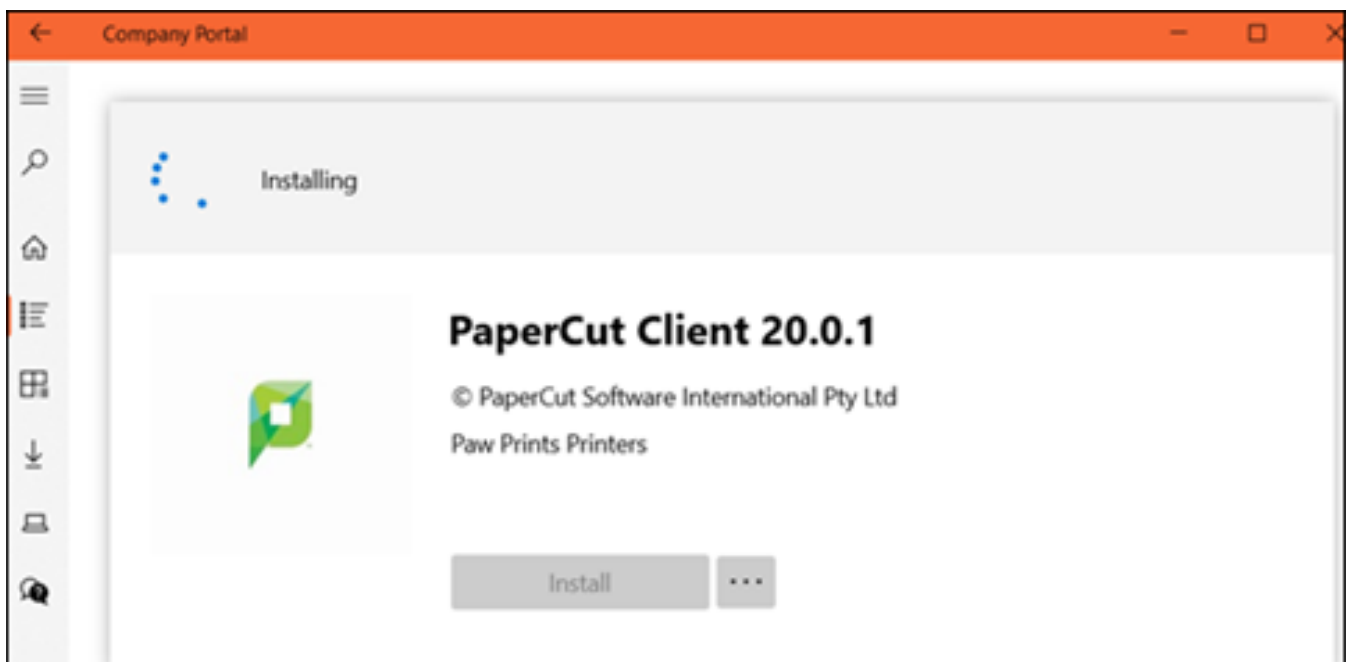 Company Portal
Installing
PaperCut Client 20.0.1
© PaperCut Software International Pty Ltd
Paw Prints Printers
Install